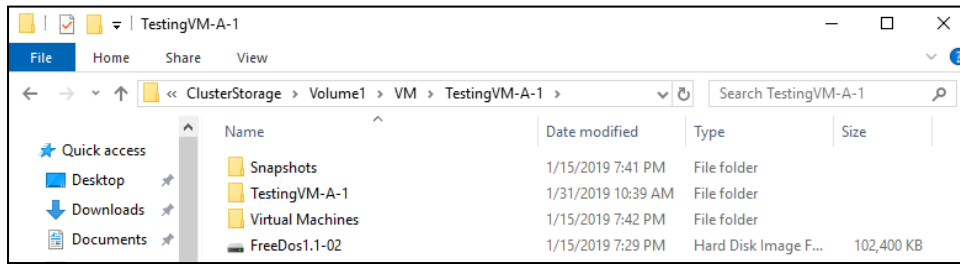 TestingVM-A-1
File Home Share View
« ClusterStorage > Volume1 > VM > TestingVM-A-1 > Search TestingVM-A-1
Name Date modified Type Size
Quick access
Desktop
Downloads
Documents
Snapshots 1/15/2019 7:41 PM File folder
TestingVM-A-1 1/31/2019 10:39 AM File folder
Virtual Machines 1/15/2019 7:42 PM File folder
FreeDos1.1-02 1/15/2019 7:29 PM Hard Disk Image F... 102,400 KB